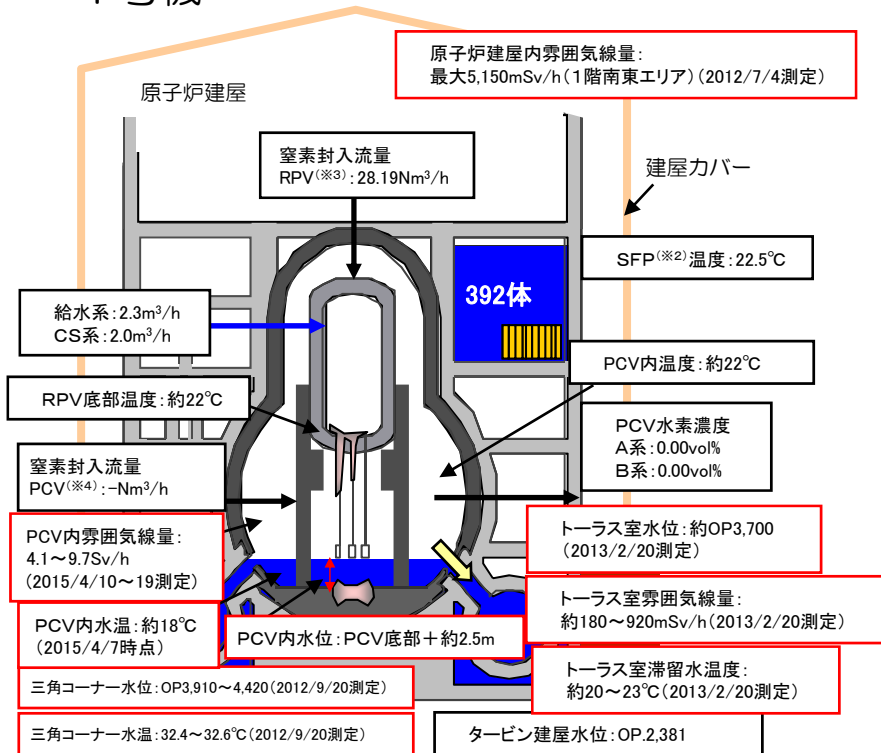 原子炉建屋内雰囲気線量：
最大5,150mSv/h（１階南東エリア）（2012/7/4測定）
原子炉建屋
窒素封入流量
RPV(※3)：28.19Nm³/h
建屋カバー
SFP(※2)温度：22.5℃
392体
給水系：2.3m³/h
CS系：2.0m³/h
PCV内温度：約22℃
RPV底部温度：約22℃
PCV水素濃度
A系：0.00vol%
B系：0.00vol%
窒素封入流量
PCV(※4)：-Nm³/h
PCV内雰囲気線量：
4.1～9.7Sv/h
（2015/4/10～19測定）
トーラス室水位：約OP3,700
（2013/2/20測定）
トーラス室雰囲気線量：
約180～920mSv/h（2013/2/20測定）
PCV内水温：約18℃
（2015/4/7時点）
PCV内水位：PCV底部＋約2.5m
トーラス室滞留水温度：
約20～23℃（2013/2/20測定）
三角コーナー水位：OP3,910～4,420（2012/9/20測定）
三角コーナー水温：32.4～32.6℃（2012/9/20測定）
タービン建屋水位：OP.2,381